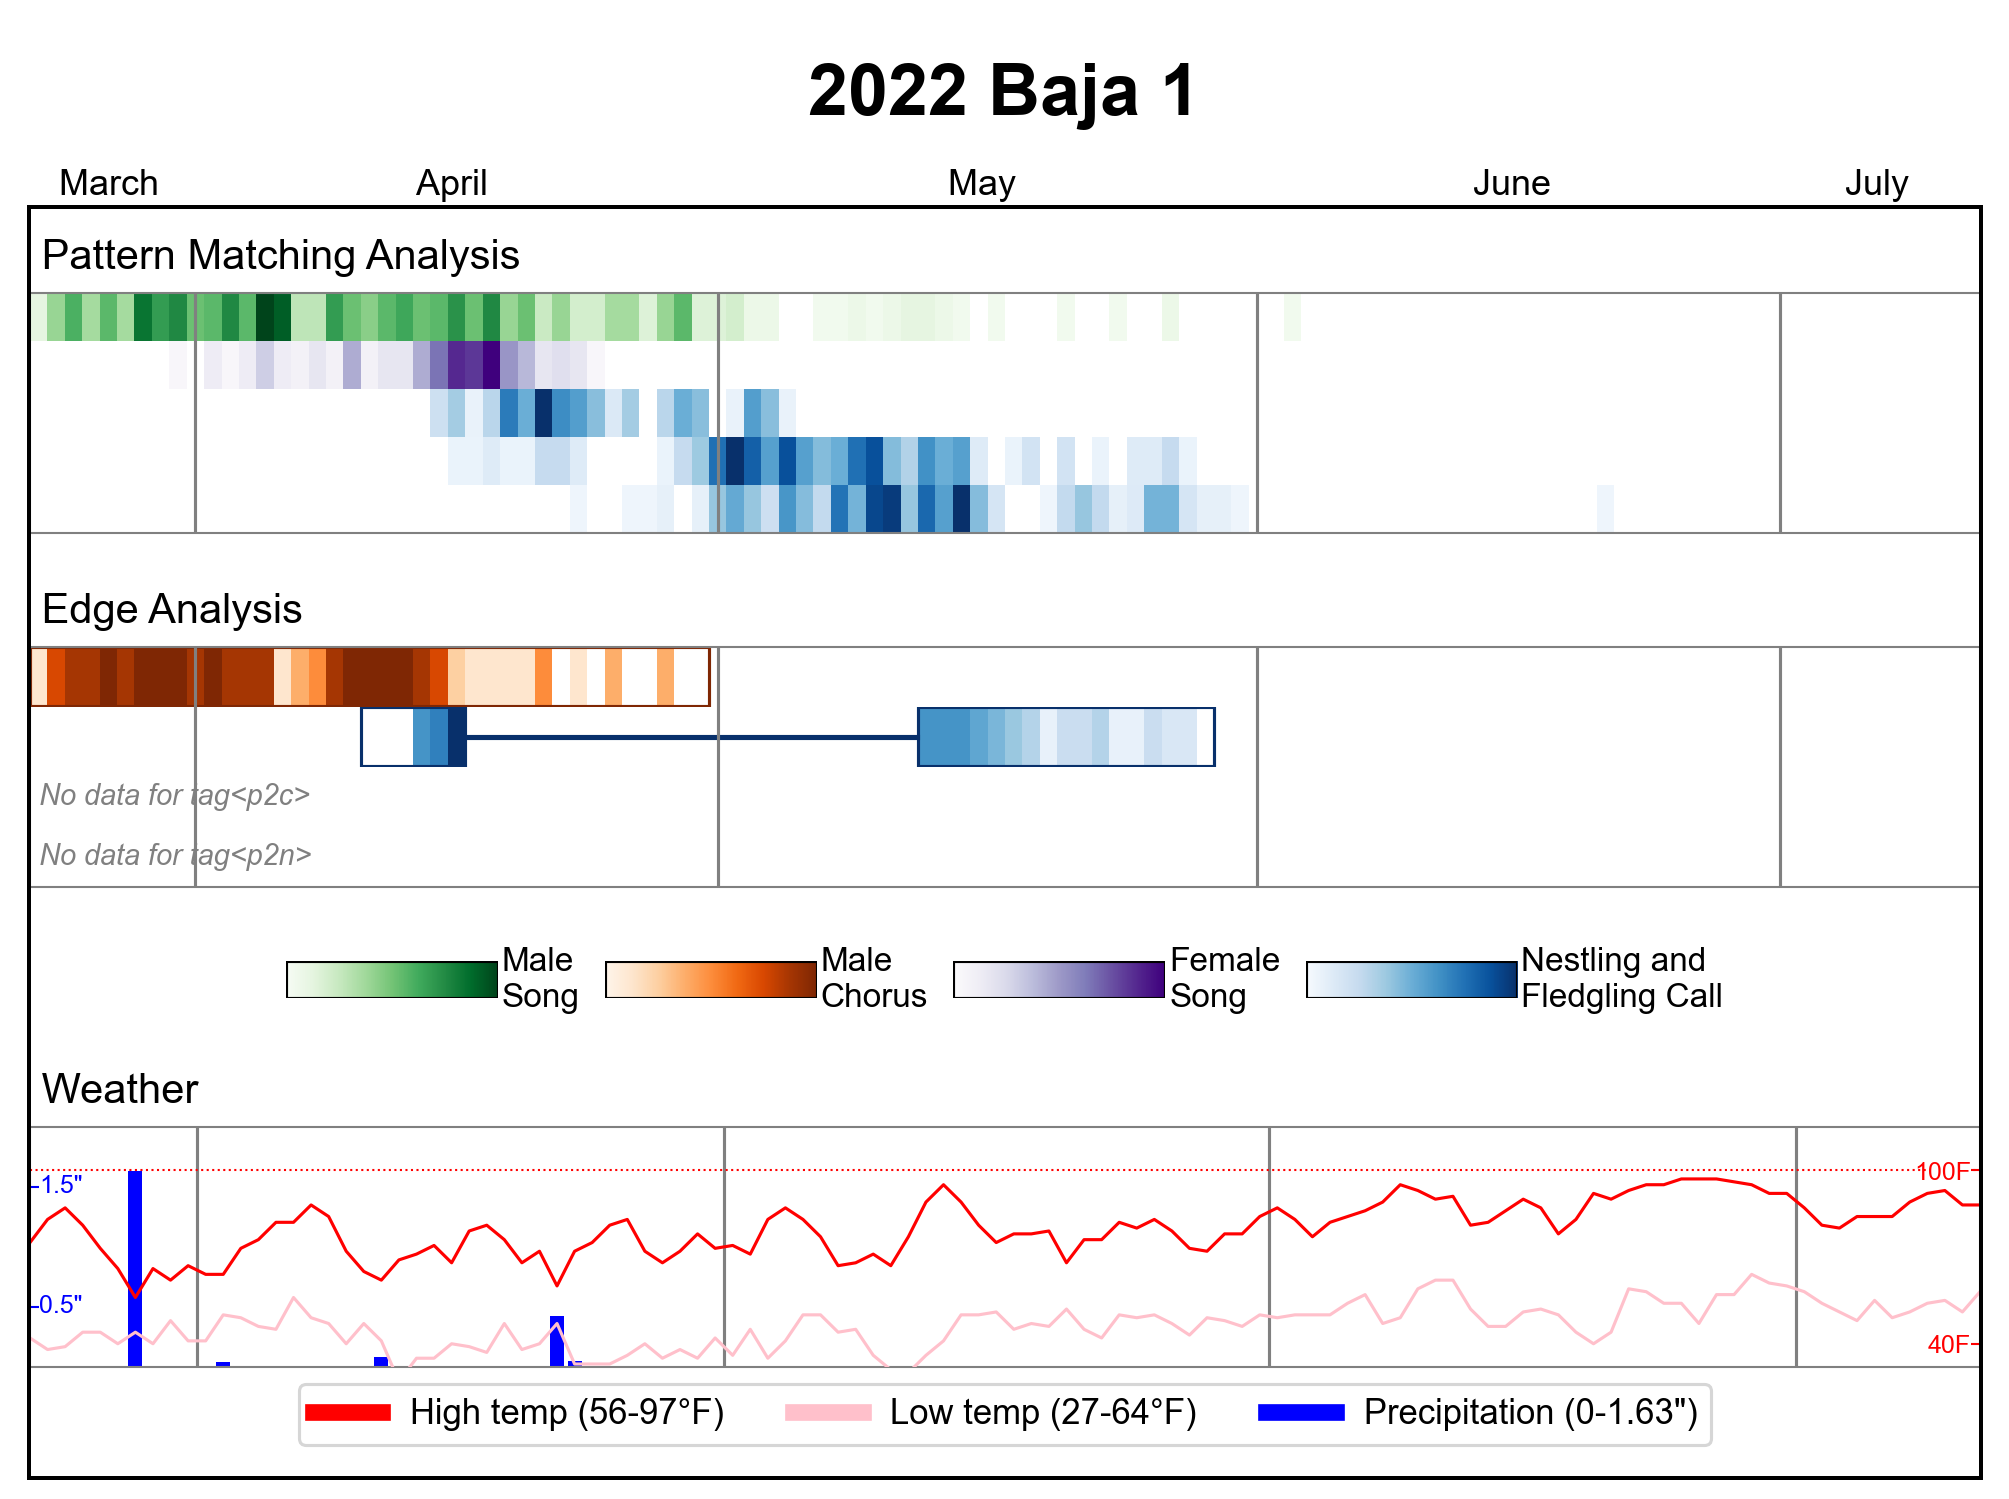 2022 Baja 1
March April May June July
Pattern Matching Analysis
Edge Analysis
No data for tag<p2c>
No data for tag<p2n>
Male
Song
Male
Chorus
Female
Song
Nestling and
Fledgling Call
Weather
1.5" 100F
0.5"
40F
High temp (56-97°F) Low temp (27-64°F) Precipitation (0-1.63")